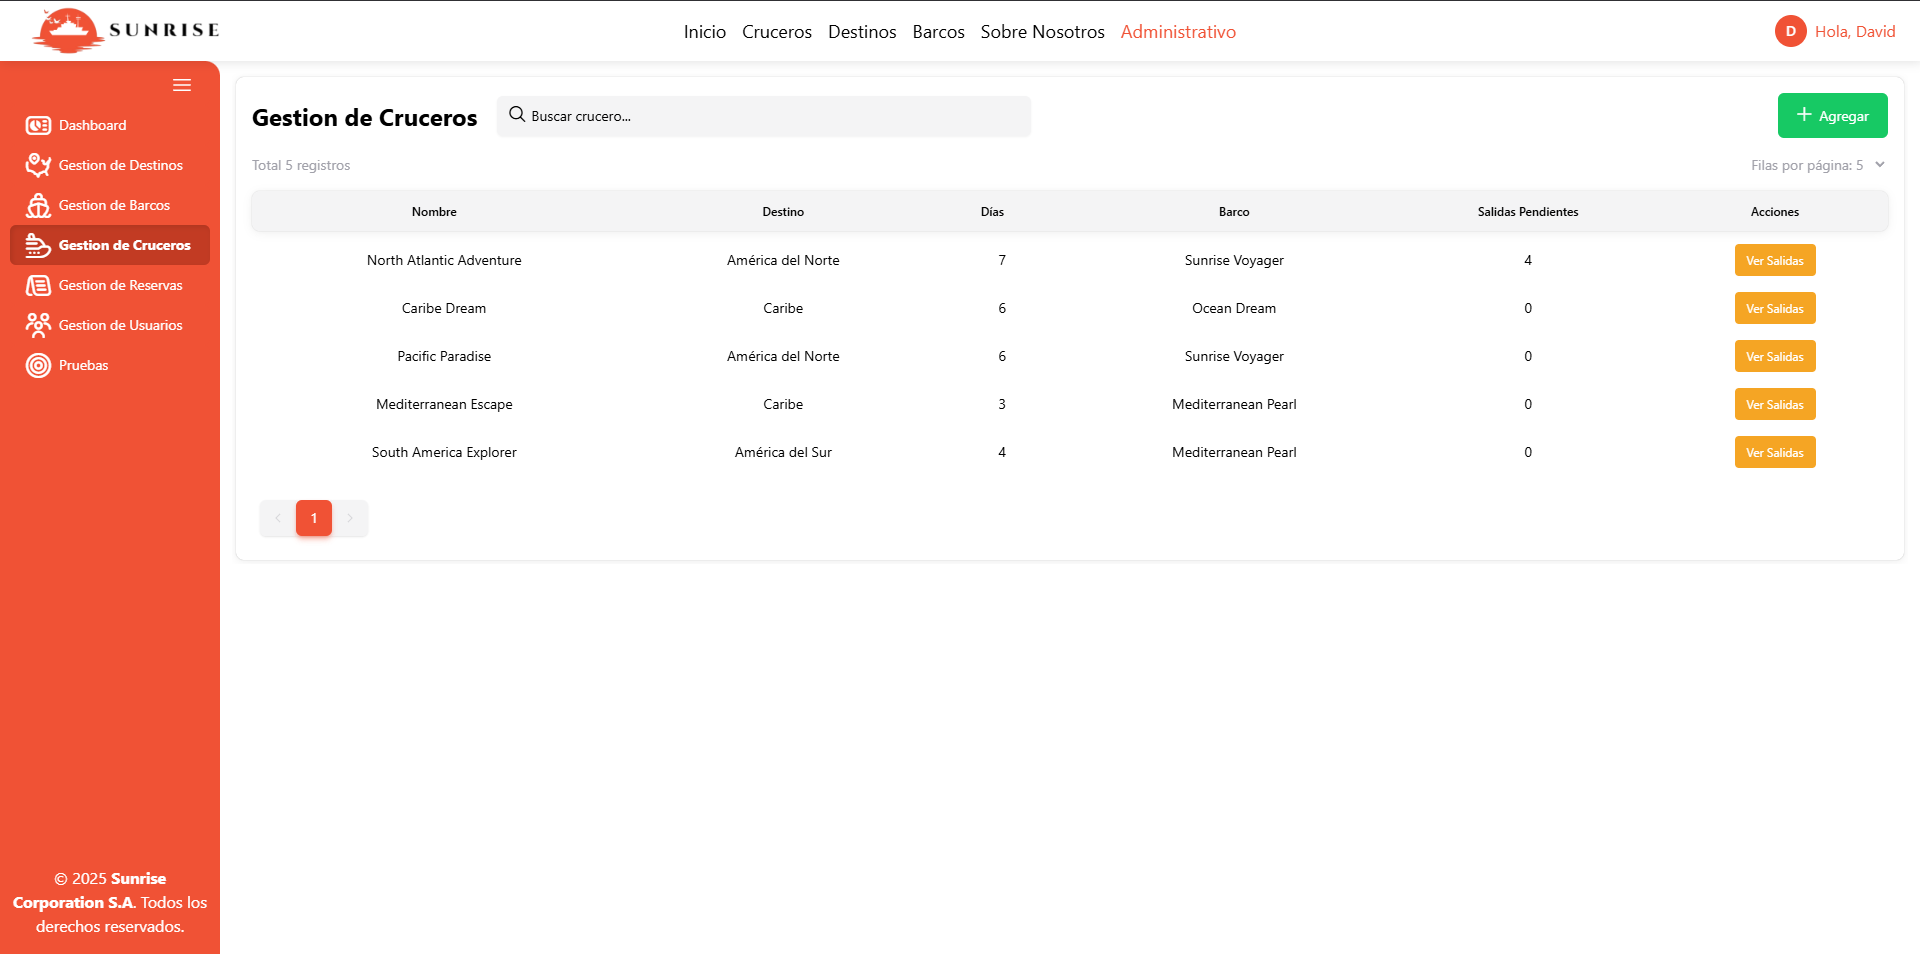 SUNRISE
Inicio Cruceros Destinos Barcos Sobre Nosotros Administrativo
D Hola, David
Dashboard
Gestion de Destinos
Gestion de Barcos
Gestion de Cruceros
Gestion de Reservas
Gestion de Usuarios
Pruebas
© 2025 Sunrise
Corporation S.A. Todos los
derechos reservados.
Gestion de Cruceros Buscar crucero... Agregar
Total 5 registros Filas por página: 5
Nombre Destino Días Barco Salidas Pendientes Acciones
North Atlantic Adventure América del Norte 7 Sunrise Voyager 4 Ver Salidas
Caribe Dream Caribe 6 Ocean Dream 0 Ver Salidas
Pacific Paradise América del Norte 6 Sunrise Voyager 0 Ver Salidas
Mediterranean Escape Caribe 3 Mediterranean Pearl 0 Ver Salidas
South America Explorer América del Sur 4 Mediterranean Pearl 0 Ver Salidas
1